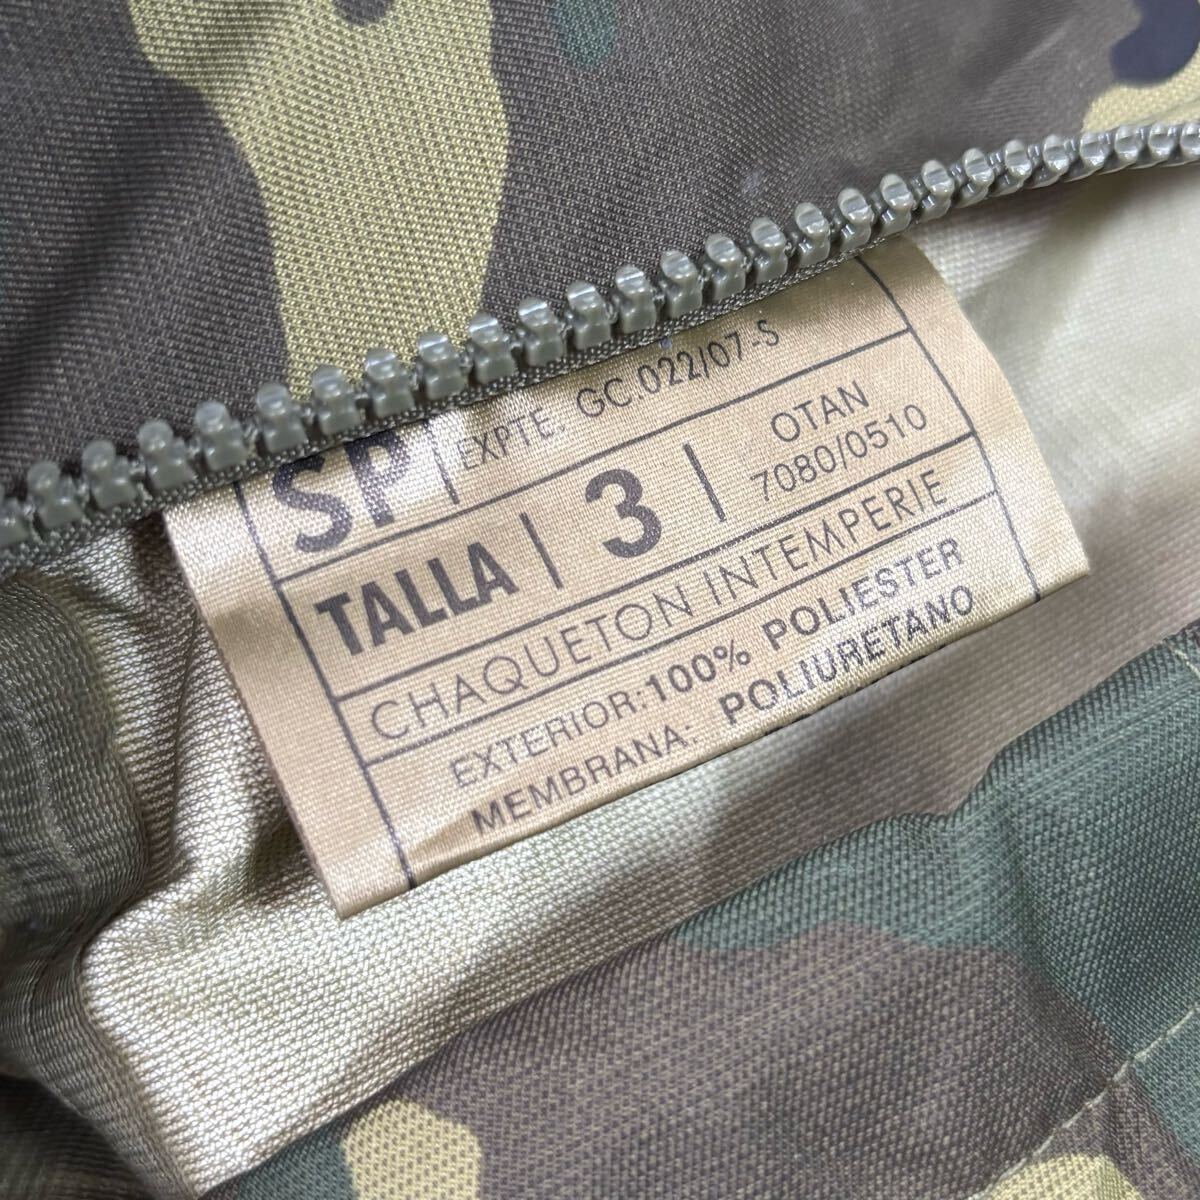 SP EXPTE: GC.022/07-S
TALLA 3 OTAN 7080/0510
CHAQUETON INTEMPERIE
EXTERIOR: 100% POLIESTER
MEMBRANA: POLIURETANO